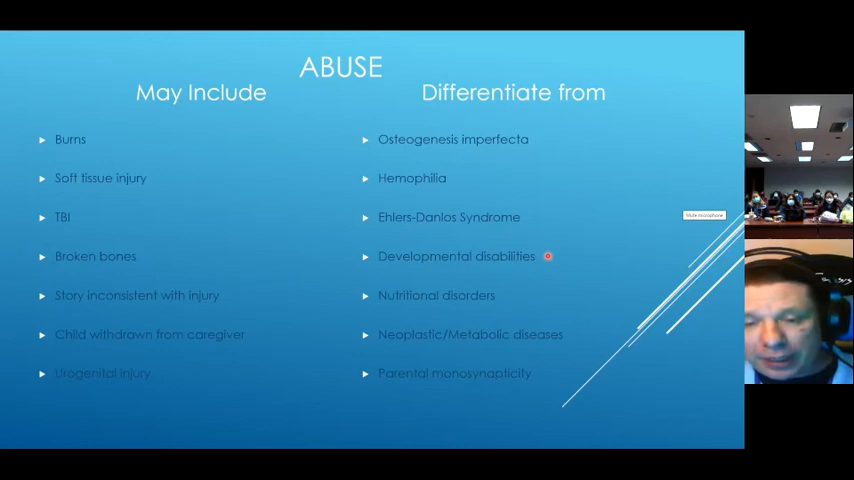 ABUSE
May Include
Burns
Soft tissue injury
TBI
Broken bones
Story inconsistent with injury
Child withdrawn from caregiver
Urogenital injury
Differentiate from
Osteogenesis imperfecta
Hemophilia
Ehlers-Danlos Syndrome
Developmental disabilities
Nutritional disorders
Neoplastic/Metabolic diseases
Parental monosynapticity
Mute microphone